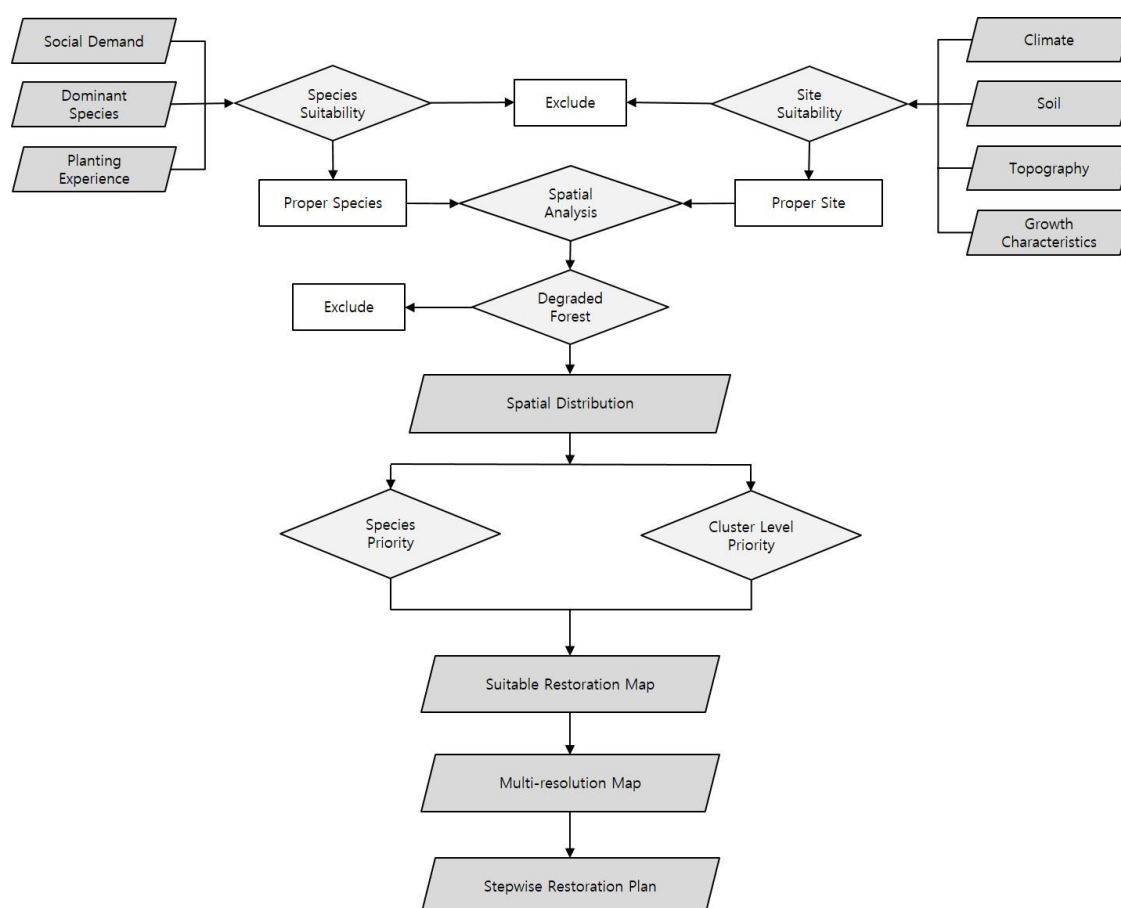 Social Demand
Dominant
Species
Planting
Experience
Species
Suitability
Exclude
Site
Suitability
Climate
Soil
Topography
Growth
Characteristics
Proper Species
Spatial
Analysis
Proper Site
Exclude
Degraded
Forest
Spatial Distribution
Species
Priority
Cluster Level
Priority
Suitable Restoration Map
Multi-resolution Map
Stepwise Restoration Plan